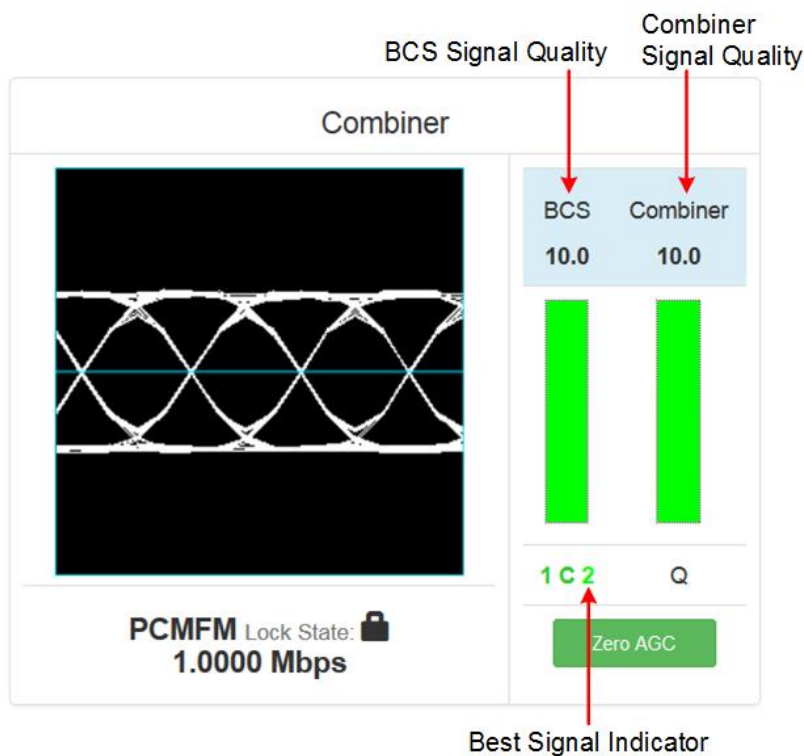 BCS Signal Quality
Combiner
Signal Quality
Combiner
BCS Combiner
10.0 10.0
1 C 2 Q
PCMFM Lock State:
1.0000 Mbps
Zero AGC
Best Signal Indicator